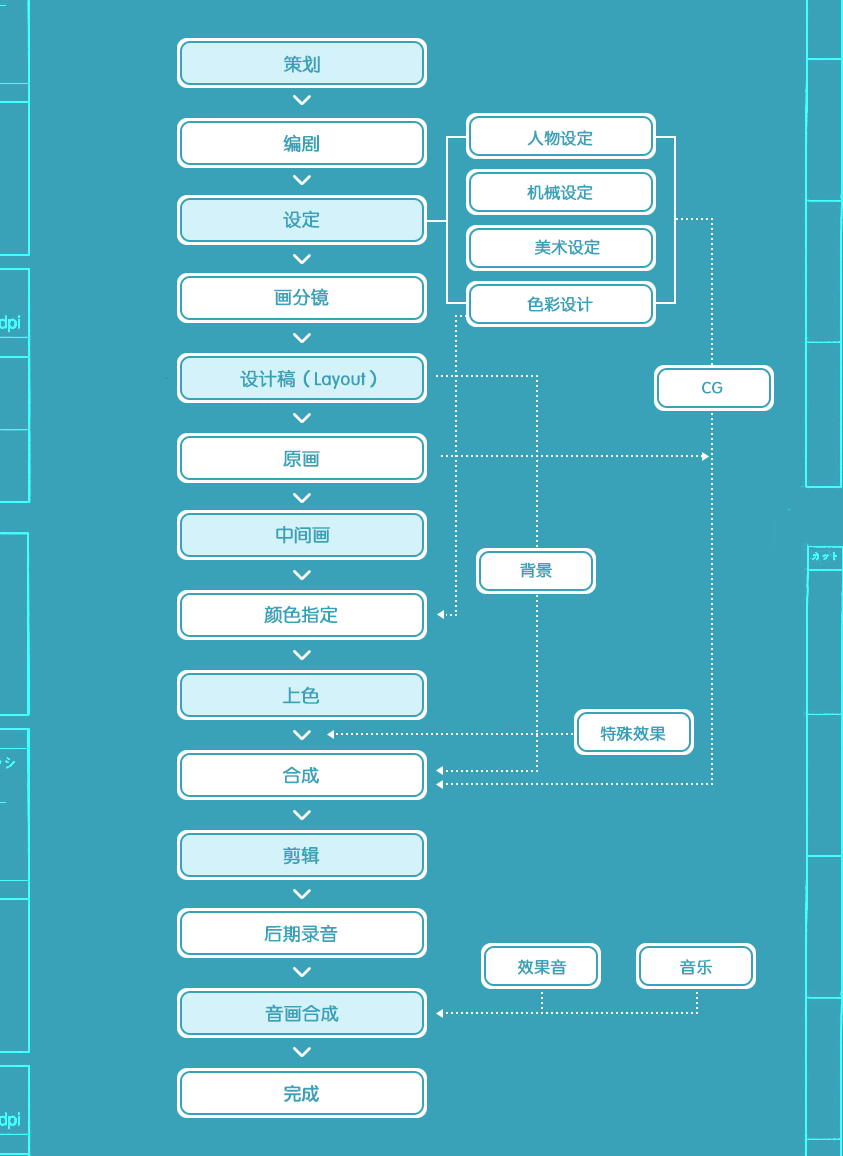 策划
编剧
人物设定
机械设定
设定
美术设定
画分镜
色彩设计
dpi
设计稿（Layout）
CG
原画
中间画
カット
背景
颜色指定
上色
特殊效果
ッシ
合成
剪辑
后期录音
效果音
音乐
音画合成
完成
dpi